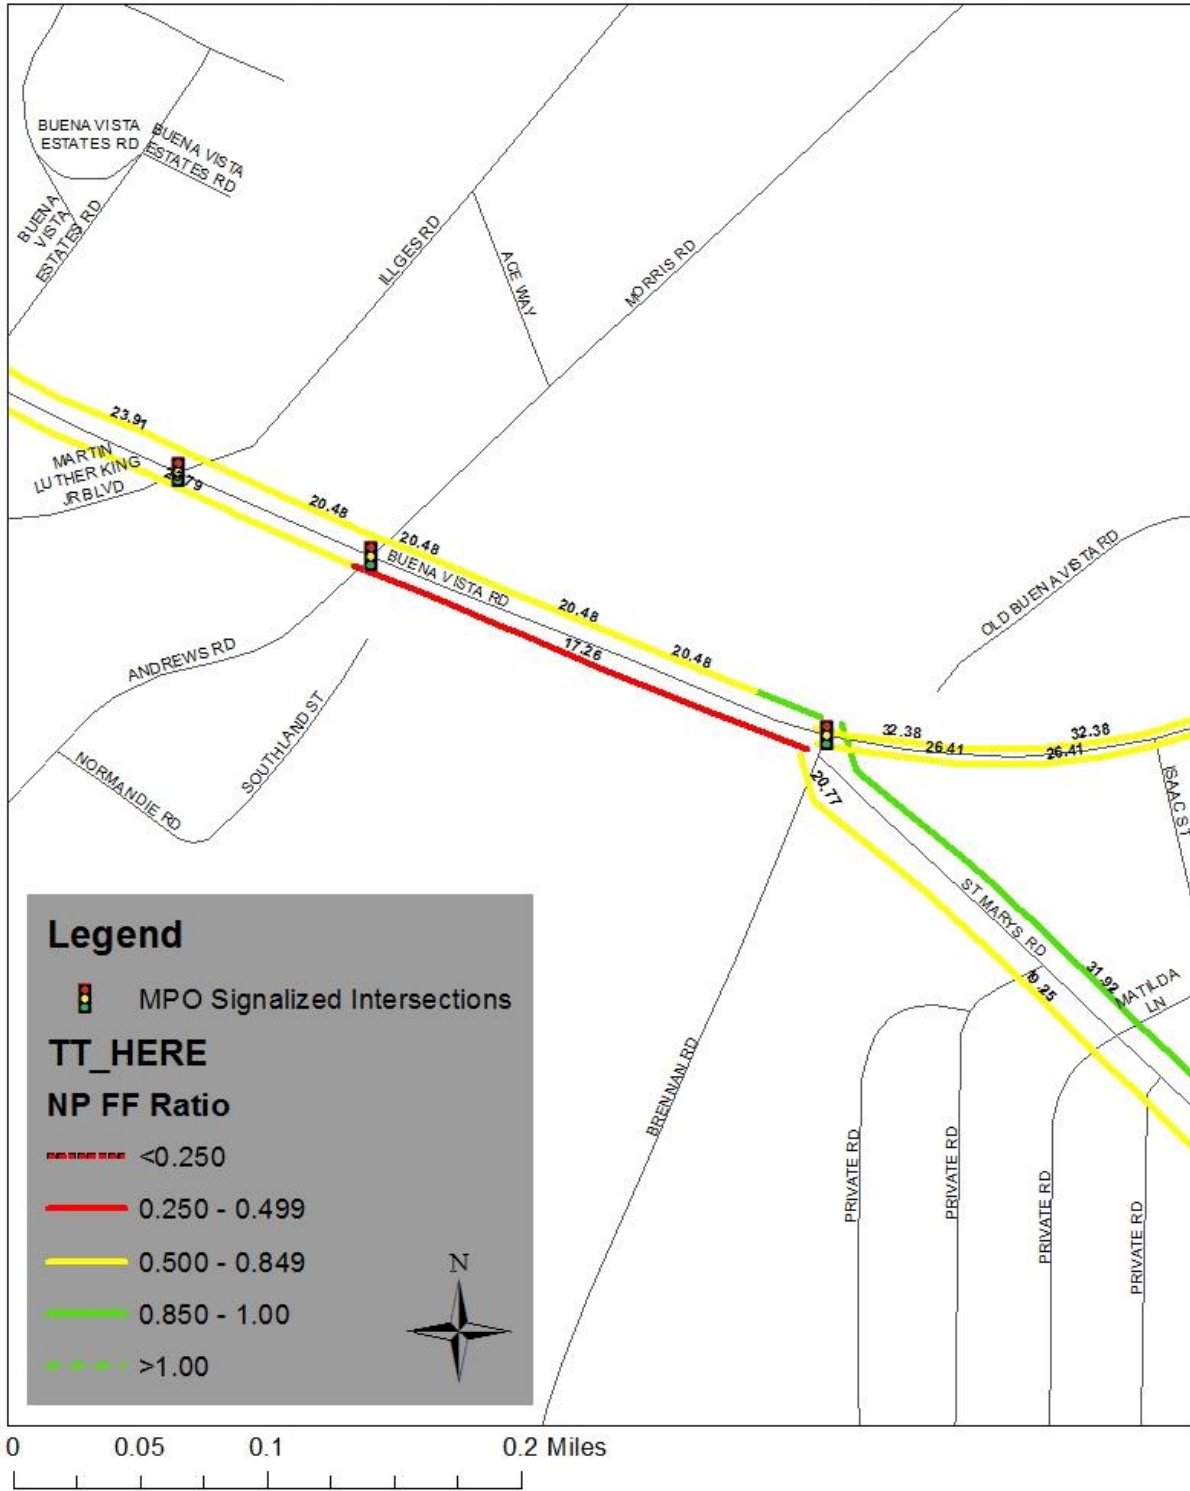 BUENA VISTA
ESTATES RD
BUENA VISTA
ESTATES RD
BUENA
VISTA
ESTATES RD
ILLGES RD
ACE WAY
MORRIS RD
23.91
MARTIN
LUTHER KING
JR BLVD
20.48
20.48
BUENA VISTA RD
20.48
20.48
17.26
OLD BUENA VISTA RD
ANDREWS RD
SOUTHLAND ST
NORMANDIE RD
32.38
32.38
26.41
26.41
ISAAC ST
20.77
ST MARYS RD
31.92
MATILDA
LN
BRENNAN RD
PRIVATE RD
PRIVATE RD
PRIVATE RD
PRIVATE RD
Legend
MPO Signalized Intersections
TT_HERE
NP FF Ratio
<0.250
0.250 - 0.499
0.500 - 0.849
0.850 - 1.00
>1.00
N
0 0.05 0.1 0.2 Miles